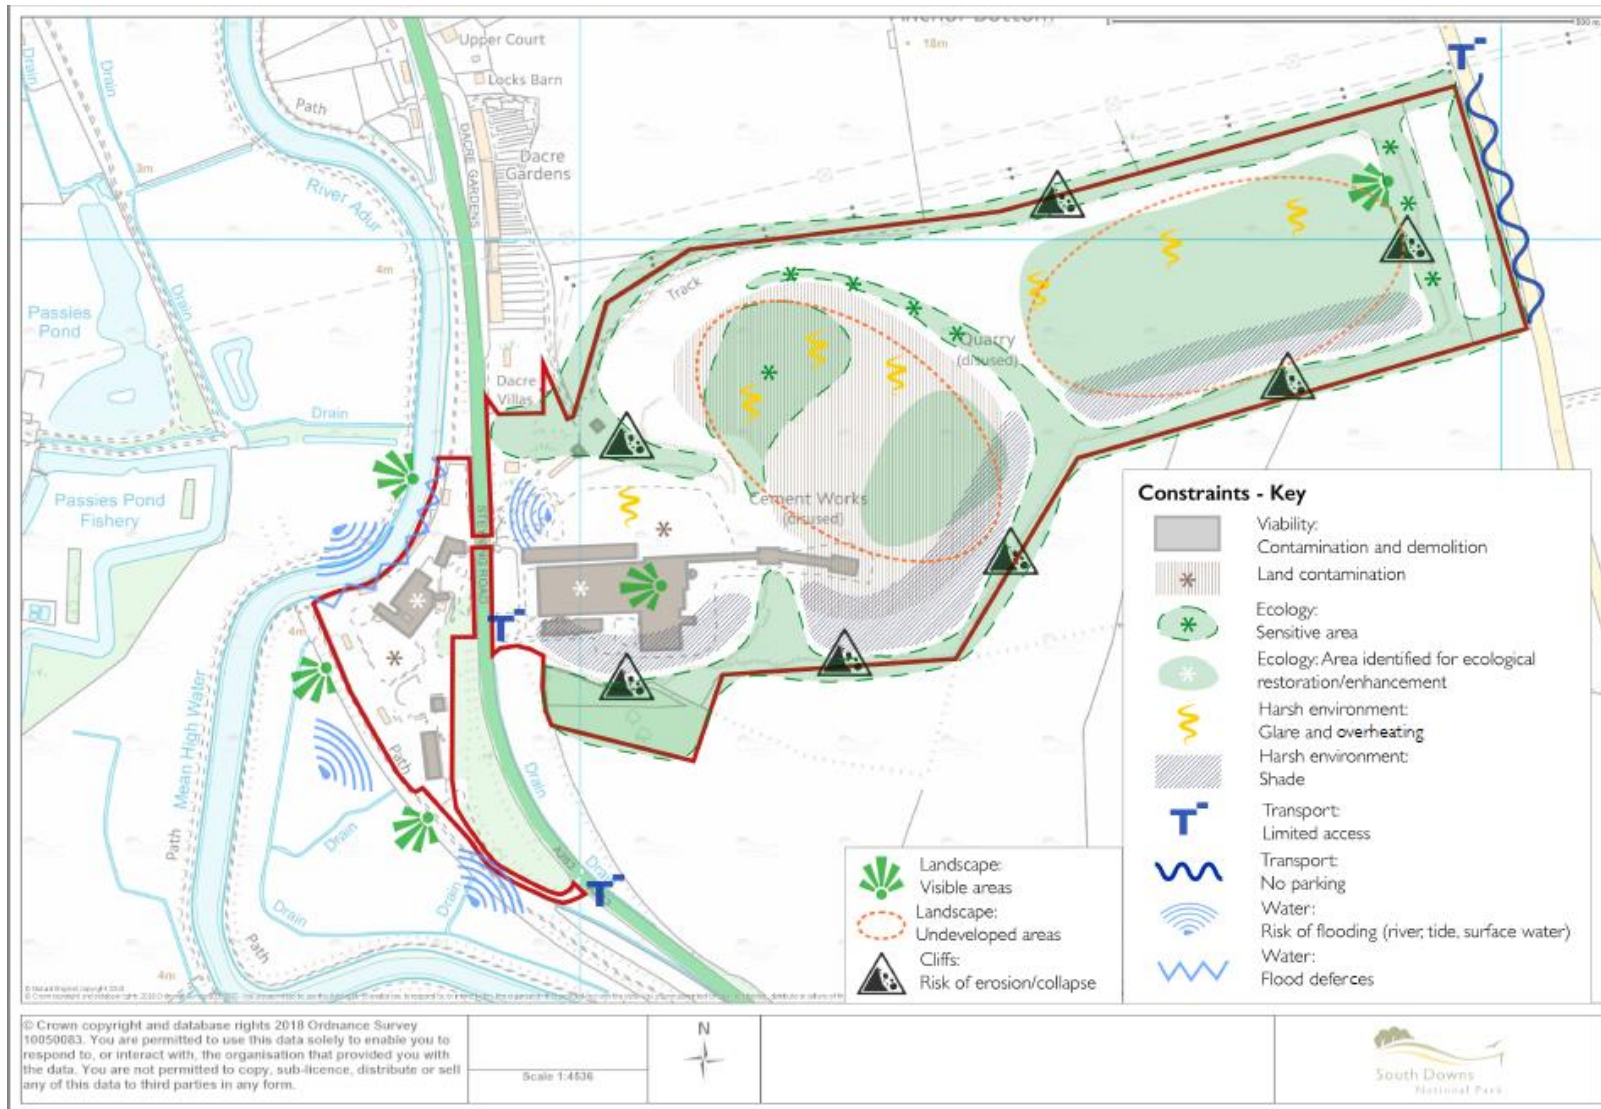 Upper Court
Locks Barn
18m
Drain
Drain
Path
DACRE GARDENS
Dacre
Gardens
3m
River Adur
4m
Drain
Track
Passies
Pond
Quarry
(disused)
Dacre
Villas
Drain
Passies Pond
Fishery
Cement Works
(disused)
STEYNING ROAD
4m
Mean High Water
Path
Path
Drain
Drain
Drain
Drain
Drain
Path
4m
Constraints - Key
Viability:
Contamination and demolition
Land contamination
Ecology:
Sensitive area
Ecology: Area identified for ecological
restoration/enhancement
Harsh environment:
Glare and overheating
Harsh environment:
Shade
Transport:
Limited access
Transport:
No parking
Water:
Risk of flooding (river, tide, surface water)
Water:
Flood defences
Landscape:
Visible areas
Landscape:
Undeveloped areas
Cliffs:
Risk of erosion/collapse
© Crown copyright and database rights 2018 Ordnance Survey
10050083. You are permitted to use this data solely to enable you to
respond to, or interact with, the organisation that provided you with
the data. You are not permitted to copy, sub-licence, distribute or sell
any of this data to third parties in any form.
Scale 1:4536
N
South Downs
National Park